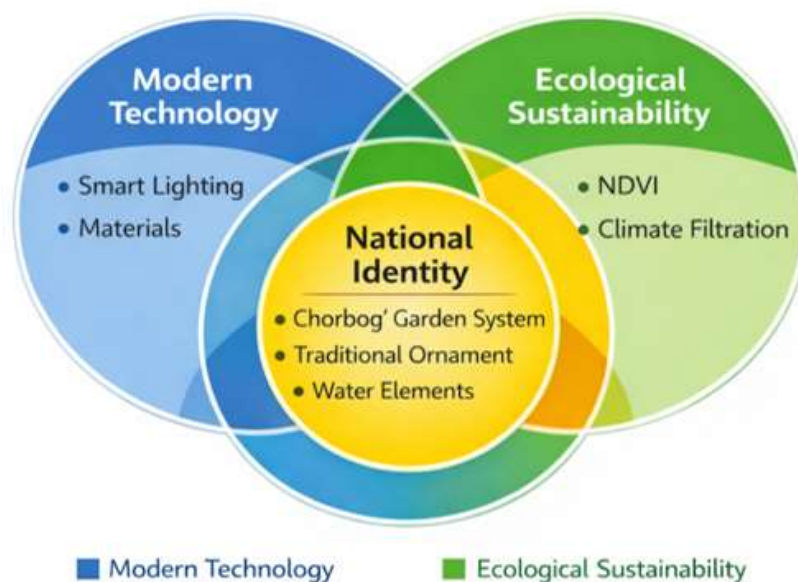 Modern
Technology
• Smart Lighting
• Materials
Ecological
Sustainability
• NDVI
• Climate Filtration
National
Identity
• Chorbog‘ Garden System
• Traditional Ornament
• Water Elements
Modern Technology
Ecological Sustainability